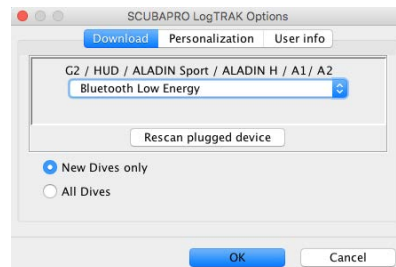 SCUBAPRO LogTRAK Options
Download Personalization User info
G2 / HUD / ALADIN Sport / ALADIN H / A1/ A2
Bluetooth Low Energy
Rescan plugged device
New Dives only
All Dives
OK Cancel